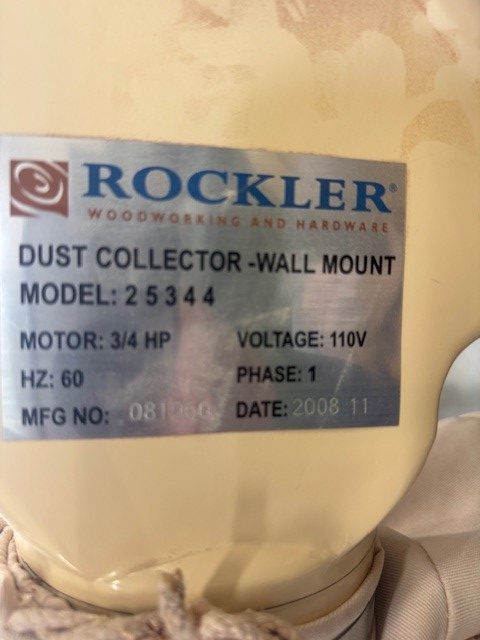 ROCKLER®
WOODWORKING AND HARDWARE
DUST COLLECTOR -WALL MOUNT
MODEL: 2 5 3 4 4
MOTOR: 3/4 HP VOLTAGE: 110V
HZ: 60 PHASE: 1
MFG NO: DATE: 2008 11